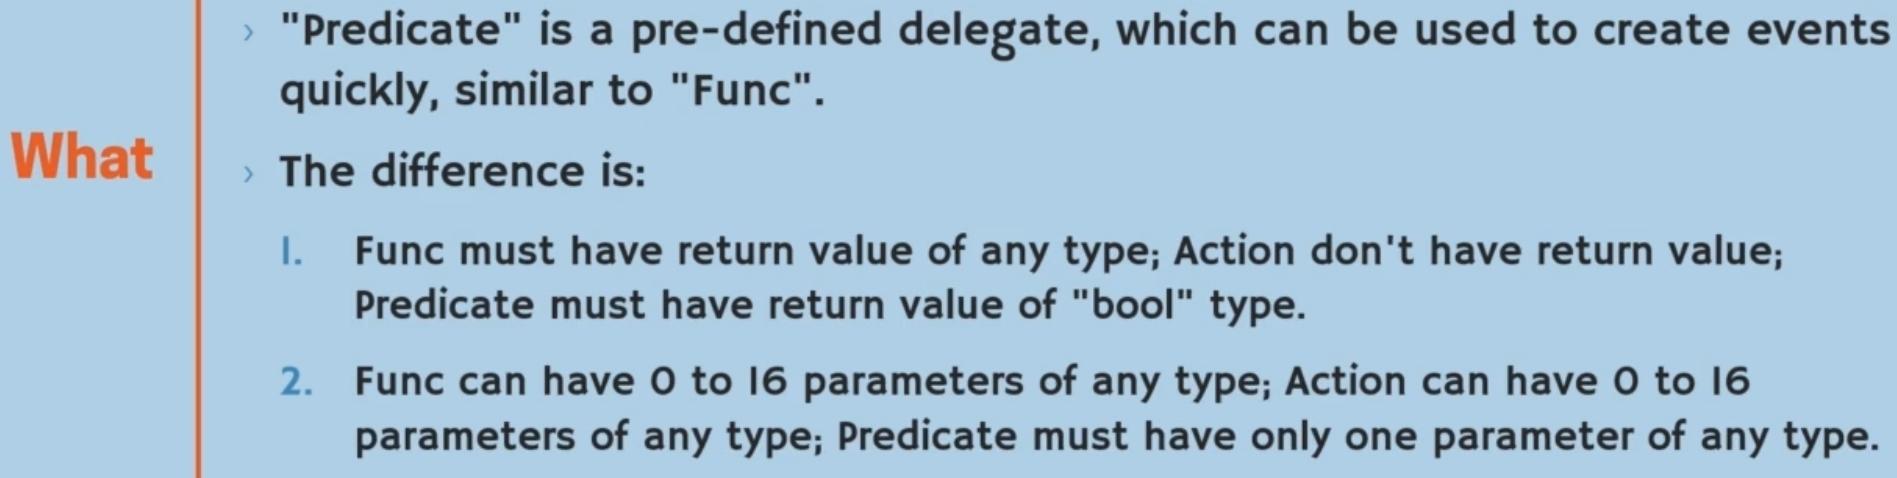 › "Predicate" is a pre-defined delegate, which can be used to create events
quickly, similar to "Func".
What
› The difference is:
1. Func must have return value of any type; Action don't have return value;
Predicate must have return value of "bool" type.
2. Func can have 0 to 16 parameters of any type; Action can have 0 to 16
parameters of any type; Predicate must have only one parameter of any type.